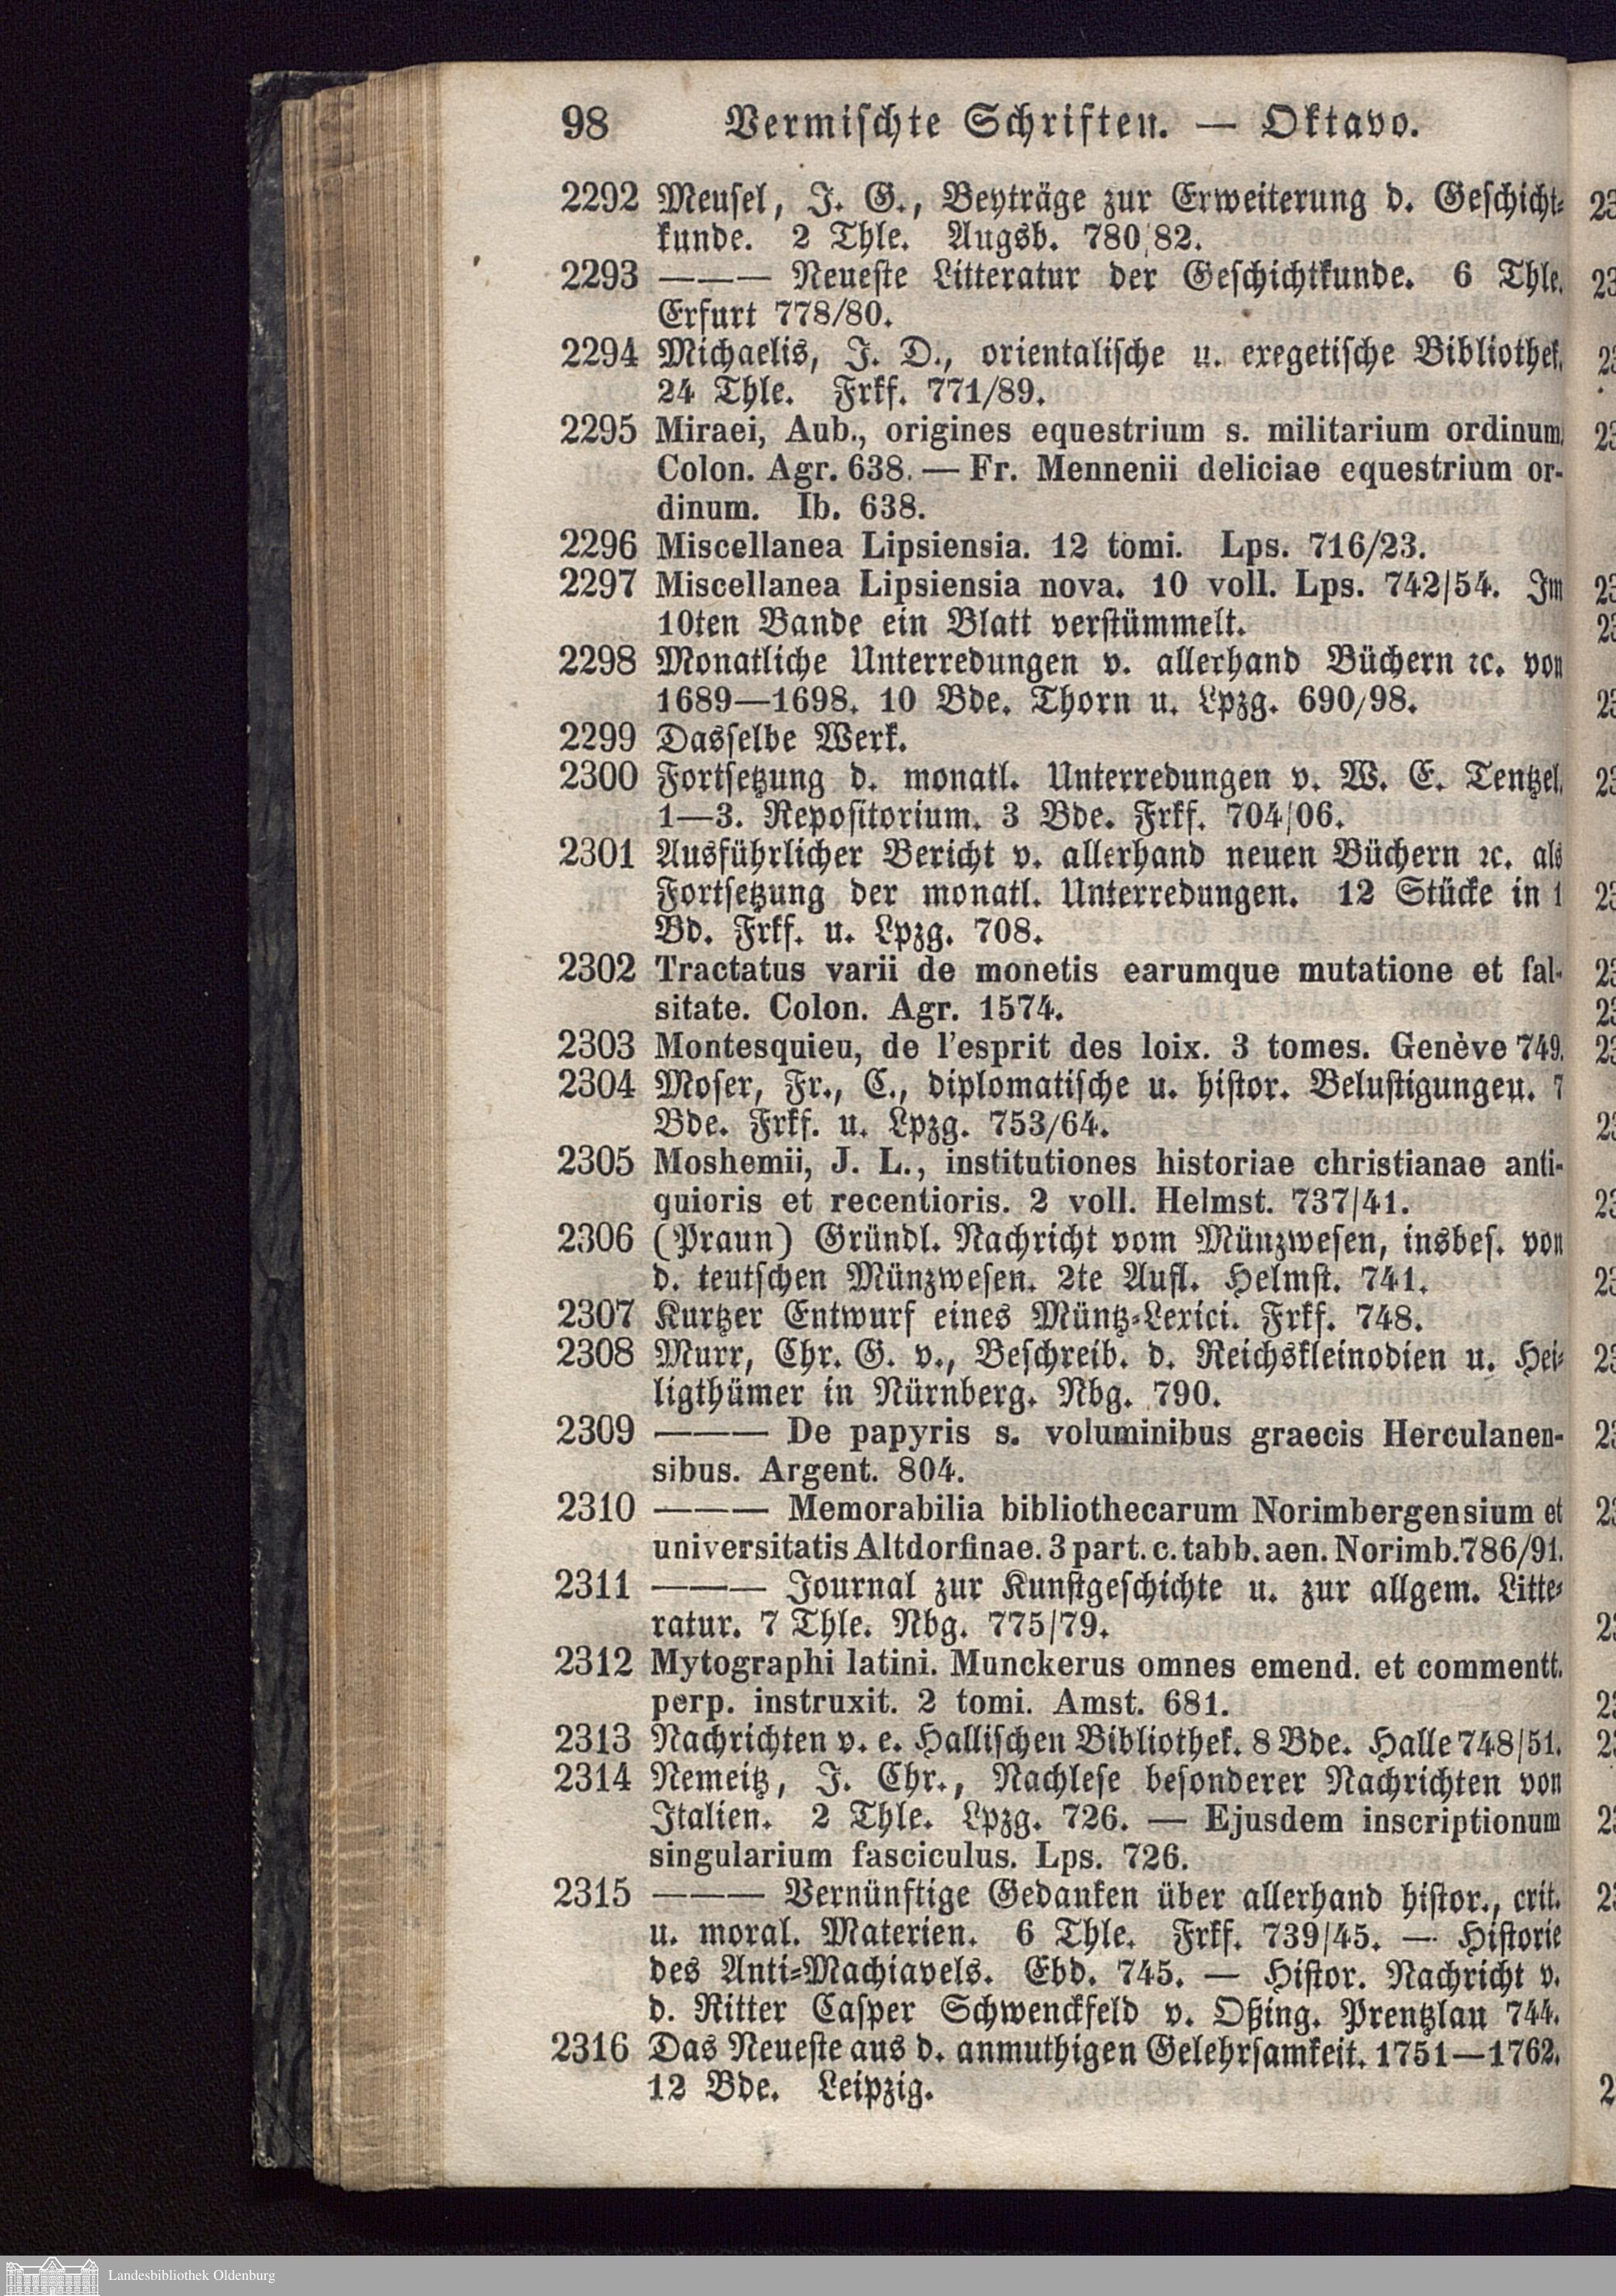 98 Vermischte Schriften. — Oktavo.
2292 Meusel, J. G., Beyträge zur Erweiterung d. Geschicht-
kunde. 2 Thle. Augsb. 780/82.
2293 ——— Neueste Litteratur der Geschichtkunde. 6 Thle.
Erfurt 778/80.
2294 Michaelis, J. D., orientalische u. exegetische Bibliothek.
24 Thle. Frkf. 771/89.
2295 Miraei, Aub., origines equestrium s. militarium ordinum.
Colon. Agr. 638. — Fr. Mennenii deliciae equestrium or-
dinum. Ib. 638.
2296 Miscellanea Lipsiensia. 12 tomi. Lps. 716/23.
2297 Miscellanea Lipsiensia nova. 10 voll. Lps. 742/54. Im
10ten Bande ein Blatt verstümmelt.
2298 Monatliche Unterredungen v. allerhand Büchern ꝛc. von
1689—1698. 10 Bde. Thorn u. Lpzg. 690/98.
2299 Dasselbe Werk.
2300 Fortsetzung d. monatl. Unterredungen v. W. E. Tentzel.
1—3. Repositorium. 3 Bde. Frkf. 704/06.
2301 Ausführlicher Bericht v. allerhand neuen Büchern ꝛc. als
Fortsetzung der monatl. Unterredungen. 12 Stücke in 1
Bd. Frkf. u. Lpzg. 708.
2302 Tractatus varii de monetis earumque mutatione et fal-
sitate. Colon. Agr. 1574.
2303 Montesquieu, de l'esprit des loix. 3 tomes. Genève 749.
2304 Moser, Fr., C., diplomatische u. histor. Belustigungen. 7
Bde. Frkf. u. Lpzg. 753/64.
2305 Moshemii, J. L., institutiones historiae christianae anti-
quioris et recentioris. 2 voll. Helmst. 737/41.
2306 (Praun) Gründl. Nachricht vom Münzwesen, insbes. von
d. teutschen Münzwesen. 2te Aufl. Helmst. 741.
2307 Kurtzer Entwurf eines Müntz-Lexici. Frkf. 748.
2308 Murr, Chr. G. v., Beschreib. d. Reichskleinodien u. Hei-
ligthümer in Nürnberg. Nbg. 790.
2309 ——— De papyris s. voluminibus graecis Herculanen-
sibus. Argent. 804.
2310 ——— Memorabilia bibliothecarum Norimbergensium et
universitatis Altdorfinae. 3 part. c. tabb. aen. Norimb. 786/91.
2311 ——— Journal zur Kunstgeschichte u. zur allgem. Litte-
ratur. 7 Thle. Nbg. 775/79.
2312 Mytographi latini. Munckerus omnes emend. et commentt.
perp. instruxit. 2 tomi. Amst. 681.
2313 Nachrichten v. e. Hallischen Bibliothek. 8 Bde. Halle 748/51.
2314 Nemeitz, J. Chr., Nachlese besonderer Nachrichten von
Italien. 2 Thle. Lpzg. 726. — Ejusdem inscriptionum
singularium fasciculus. Lps. 726.
2315 ——— Vernünftige Gedanken über allerhand histor., crit.
u. moral. Materien. 6 Thle. Frkf. 739/45. — Historie
des Anti-Machiavels. Ebd. 745. — Histor. Nachricht v.
d. Ritter Casper Schwenckfeld v. Oßing. Prentzlau 744.
2316 Das Neueste aus d. anmuthigen Gelehrsamkeit. 1751—1762.
12 Bde. Leipzig.
Landesbibliothek Oldenburg